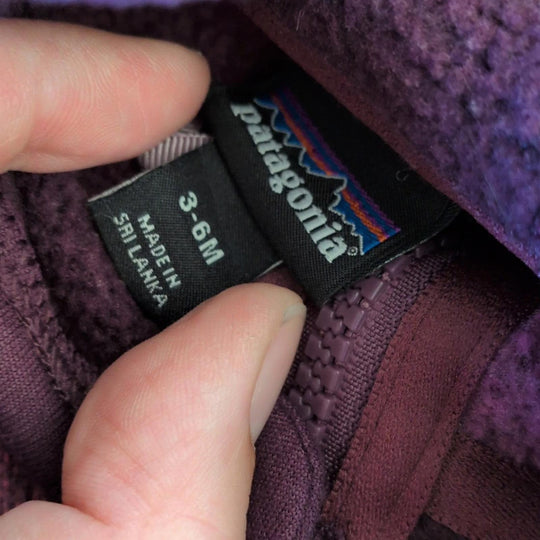 patagonia®
3-6M
MADE IN
SRI LANKA